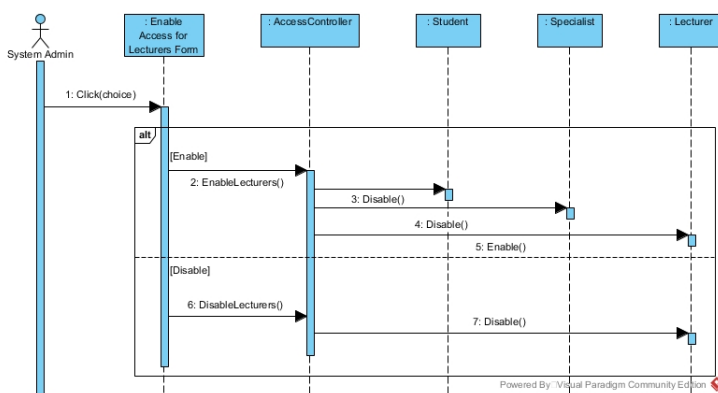 : Enable
Access for
Lecturers Form
: AccessController
: Student
: Specialist
: Lecturer
System Admin
1: Click(choice)
alt
[Enable]
2: EnableLecturers()
3: Disable()
4: Disable()
5: Enable()
[Disable]
6: DisableLecturers()
7: Disable()
Powered By Visual Paradigm Community Edition